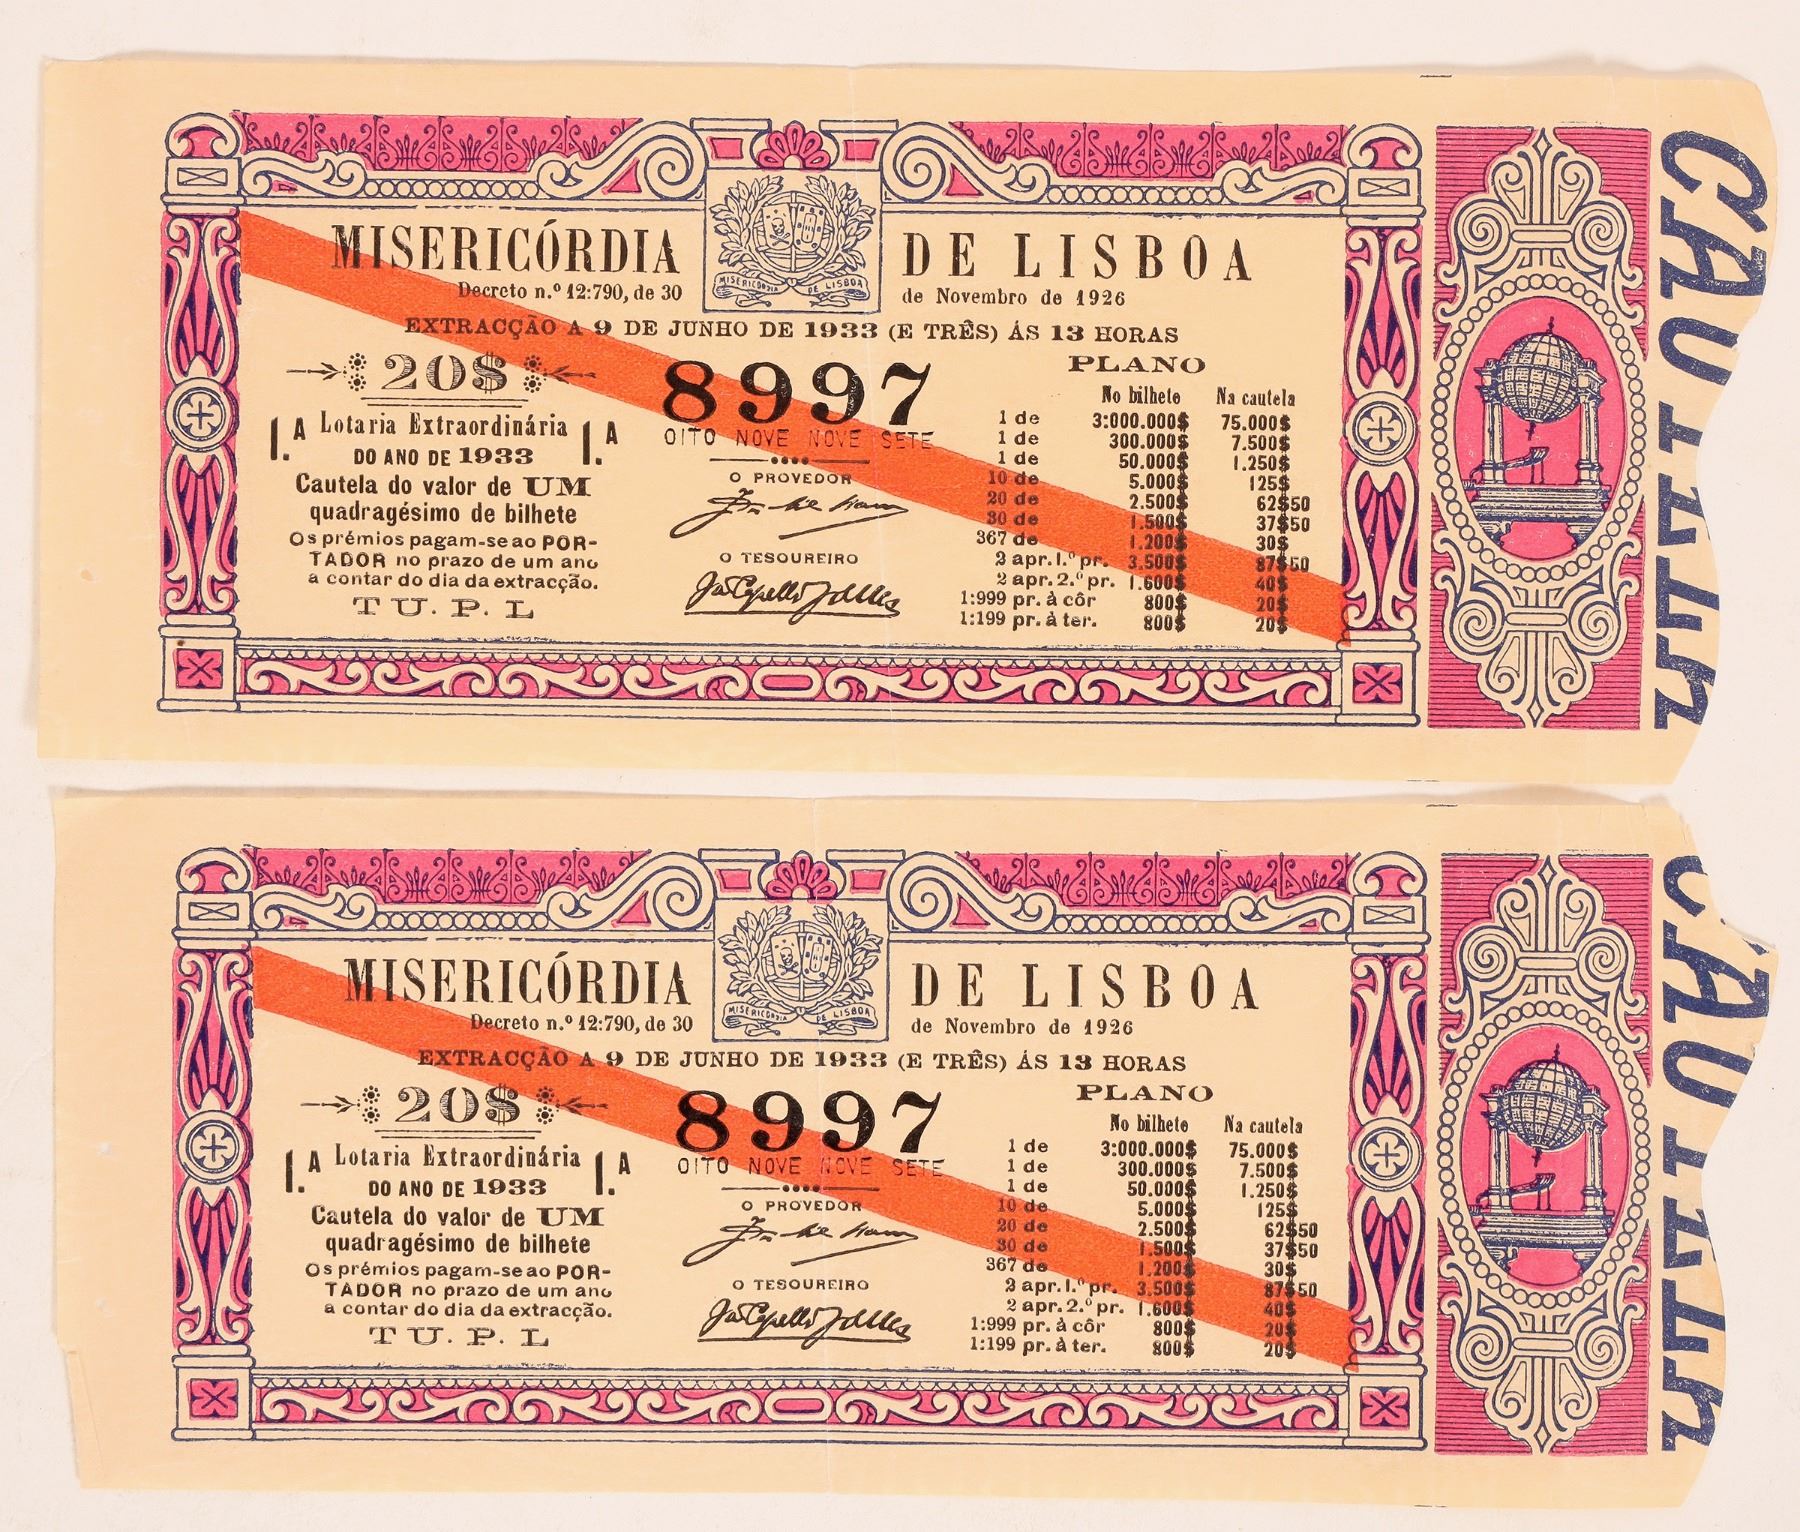 MISERICÓRDIA DE LISBOA
MISERICORDIA DE LISBOA
Decreto n.º 12:790, de 30 de Novembro de 1926
EXTRACÇÃO A 9 DE JUNHO DE 1933 (E TRÊS) ÁS 13 HORAS
20$
1.A Lotaria Extraordinária 1.A
DO ANO DE 1933
Cautela do valor de UM
quadragésimo de bilhete
Os prémios pagam-se ao POR-
TADOR no prazo de um ano
a contar do dia da extracção.
T U. P. L
8997
OITO NOVE NOVE SETE
O PROVEDOR
O TESOUREIRO
PLANO
No bilhete Na cautela
1 de 3:000.000$ 75.000$
1 de 300.000$ 7.500$
1 de 50.000$ 1.250$
10 de 5.000$ 125$
20 de 2.500$ 62$50
30 de 1.500$ 37$50
367 de 1.200$ 30$
2 apr. 1.º pr. 3.500$ 87$50
2 apr. 2.º pr. 1.600$ 40$
1:999 pr. à côr 800$ 20$
1:199 pr. à ter. 800$ 20$
MISERICÓRDIA DE LISBOA
MISERICORDIA DE LISBOA
Decreto n.º 12:790, de 30 de Novembro de 1926
EXTRACÇÃO A 9 DE JUNHO DE 1933 (E TRÊS) ÁS 13 HORAS
20$
1.A Lotaria Extraordinária 1.A
DO ANO DE 1933
Cautela do valor de UM
quadragésimo de bilhete
Os prémios pagam-se ao POR-
TADOR no prazo de um ano
a contar do dia da extracção.
T U. P. L
8997
OITO NOVE NOVE SETE
O PROVEDOR
O TESOUREIRO
PLANO
No bilhete Na cautela
1 de 3:000.000$ 75.000$
1 de 300.000$ 7.500$
1 de 50.000$ 1.250$
10 de 5.000$ 125$
20 de 2.500$ 62$50
30 de 1.500$ 37$50
367 de 1.200$ 30$
2 apr. 1.º pr. 3.500$ 87$50
2 apr. 2.º pr. 1.600$ 40$
1:999 pr. à côr 800$ 20$
1:199 pr. à ter. 800$ 20$